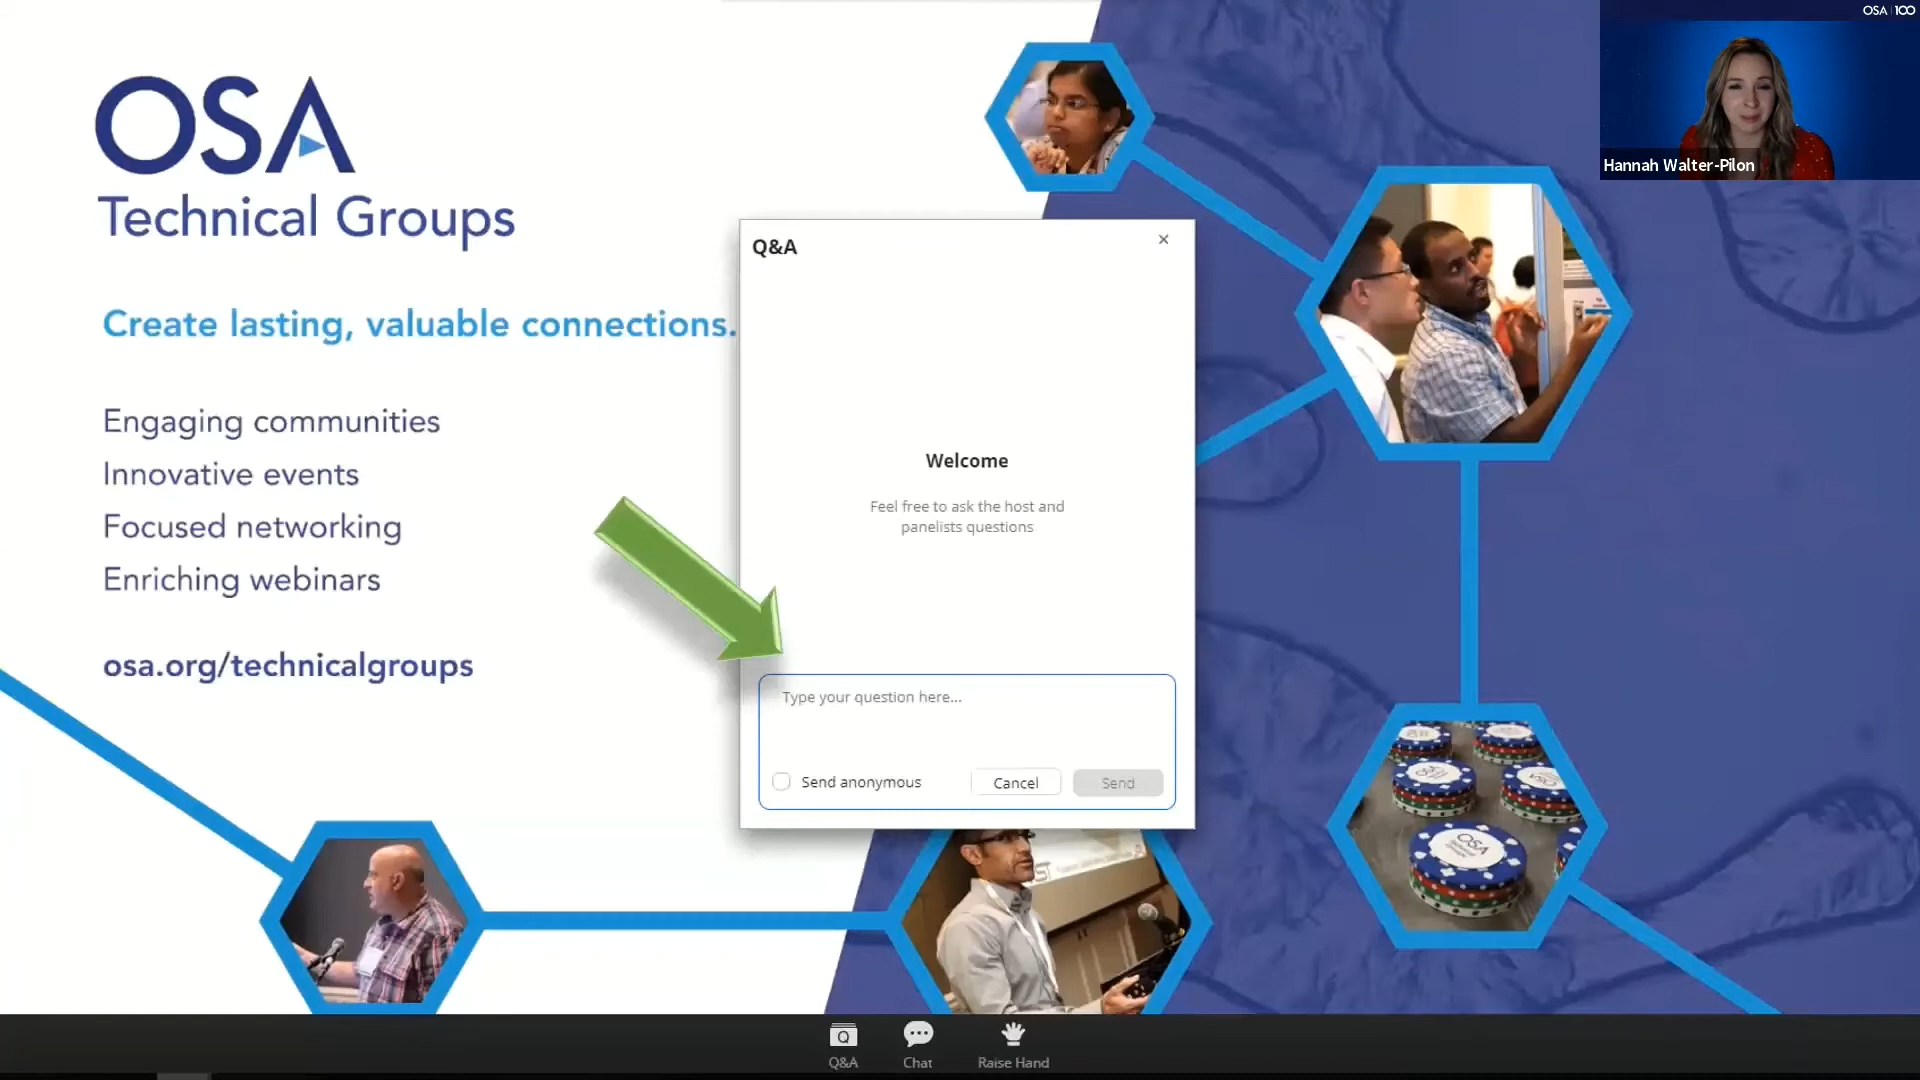 OSA
Technical Groups
Create lasting, valuable connections.
Engaging communities
Innovative events
Focused networking
Enriching webinars
osa.org/technicalgroups
OSA 100
Hannah Walter-Pilon
Q&A
Welcome
Feel free to ask the host and
panelists questions
Type your question here...
Send anonymous
Cancel
Send
OSA
Q
Q&A
Chat
Raise Hand